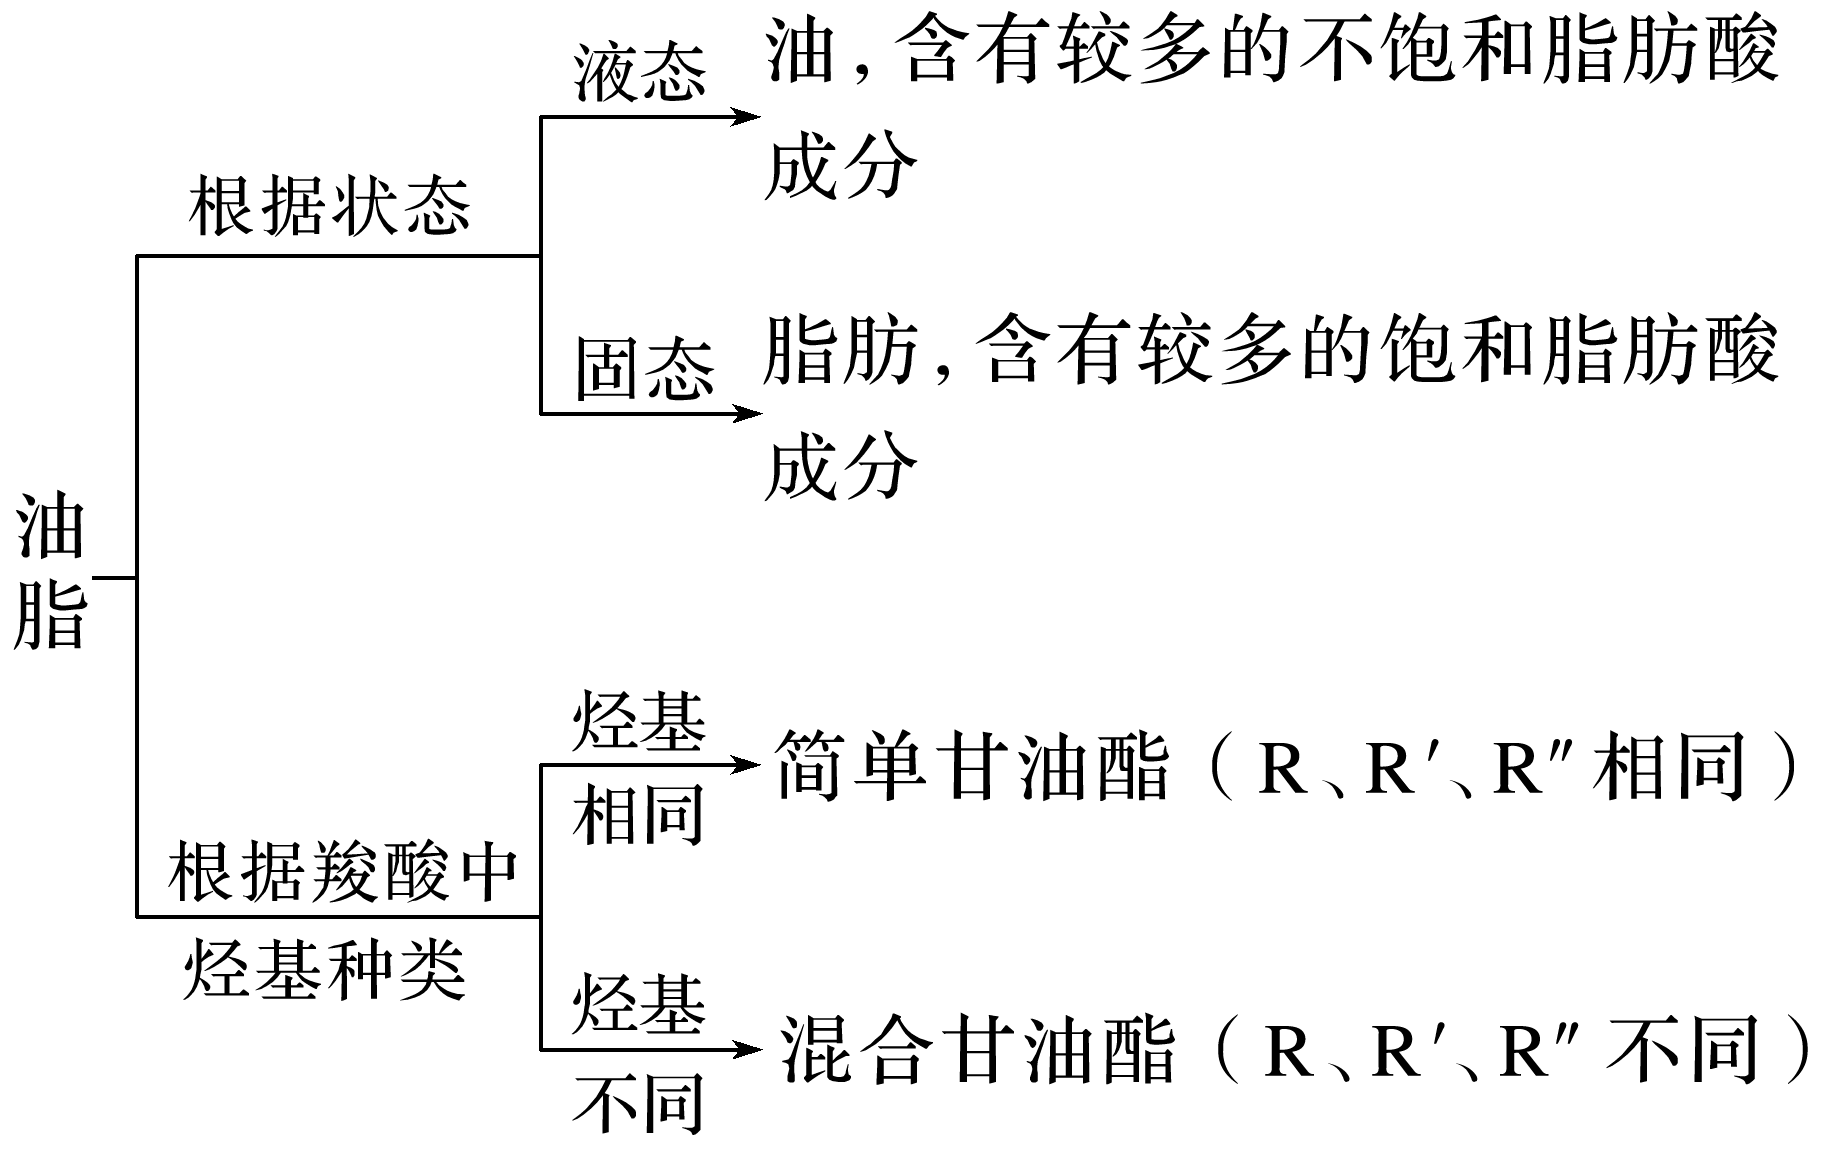 油脂
根据状态
液态
油,含有较多的不饱和脂肪酸
成分
固态
脂肪,含有较多的饱和脂肪酸
成分
根据羧酸中
烃基种类
烃基
相同
简单甘油酯(R、R′、R″相同)
烃基
不同
混合甘油酯(R、R′、R″不同)